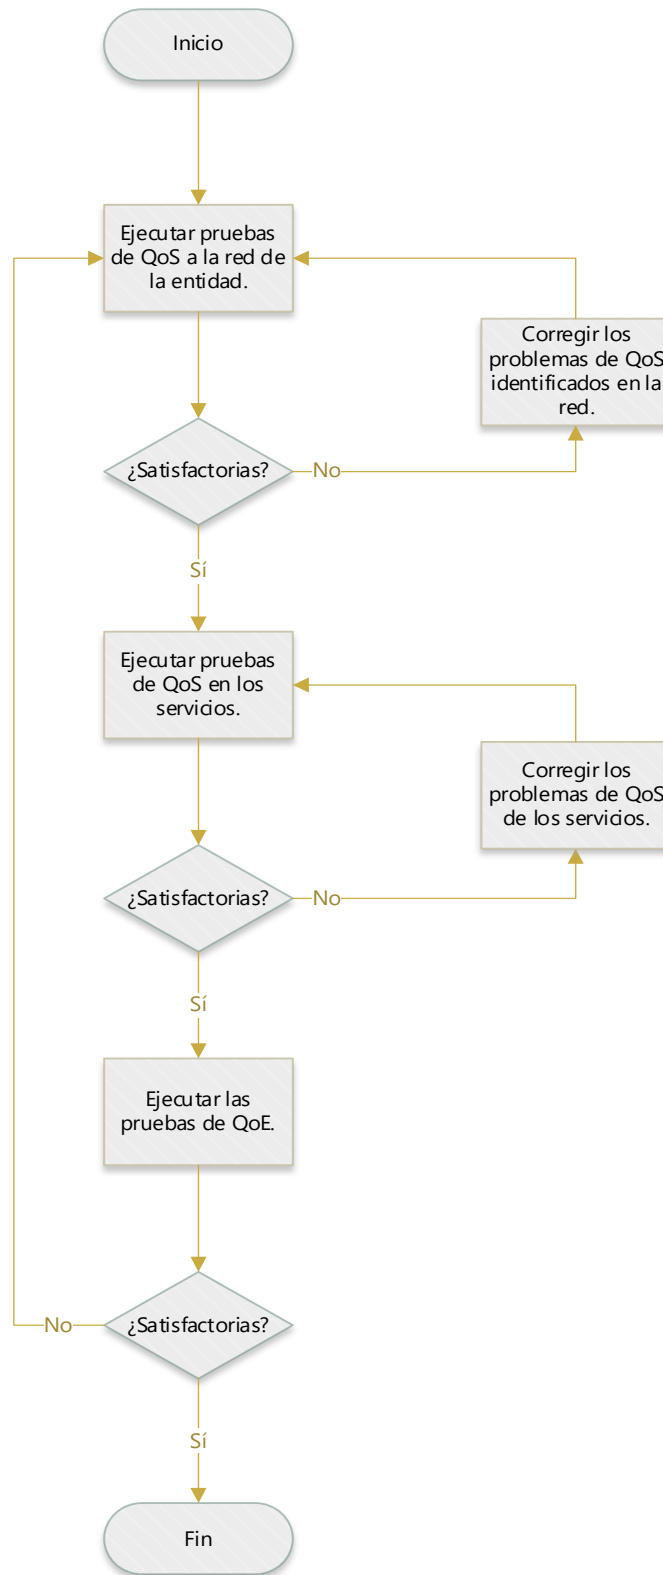 Inicio
Ejecutar pruebas
de QoS a la red de
la entidad.
Corregir los
problemas de QoS
identificados en la
red.
¿Satisfactorias?
No
Sí
Ejecutar pruebas
de QoS en los
servicios.
Corregir los
problemas de QoS
de los servicios.
¿Satisfactorias?
No
Sí
Ejecutar las
pruebas de QoE.
No
¿Satisfactorias?
Sí
Fin